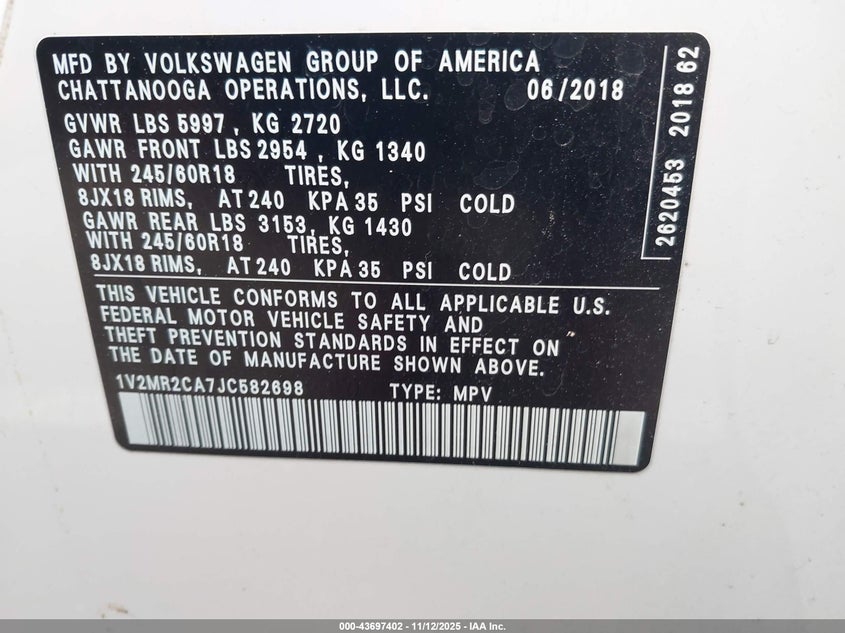 MFD BY VOLKSWAGEN GROUP OF AMERICA
CHATTANOOGA OPERATIONS, LLC. 06/2018
GVWR LBS 5997, KG 2720
GAWR FRONT LBS 2954, KG 1340
WITH 245/60R18 TIRES,
8JX18 RIMS, AT 240 KPA 35 PSI COLD
GAWR REAR LBS 3153, KG 1430
WITH 245/60R18 TIRES,
8JX18 RIMS, AT 240 KPA 35 PSI COLD
THIS VEHICLE CONFORMS TO ALL APPLICABLE U.S.
FEDERAL MOTOR VEHICLE SAFETY AND
THEFT PREVENTION STANDARDS IN EFFECT ON
THE DATE OF MANUFACTURE SHOWN ABOVE.
1V2MR2CA7JC582698 TYPE: MPV
2620453 2018 62
000-43697402 - 11/12/2025 - IAA Inc.